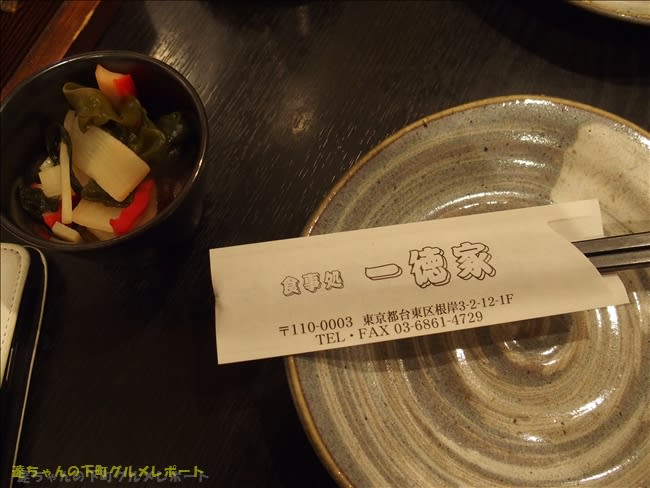 食事処 一徳家
〒110-0003 東京都台東区根岸3-2-12-1F
TEL・FAX 03-6861-4729
達ちゃんの下町グルメレポート